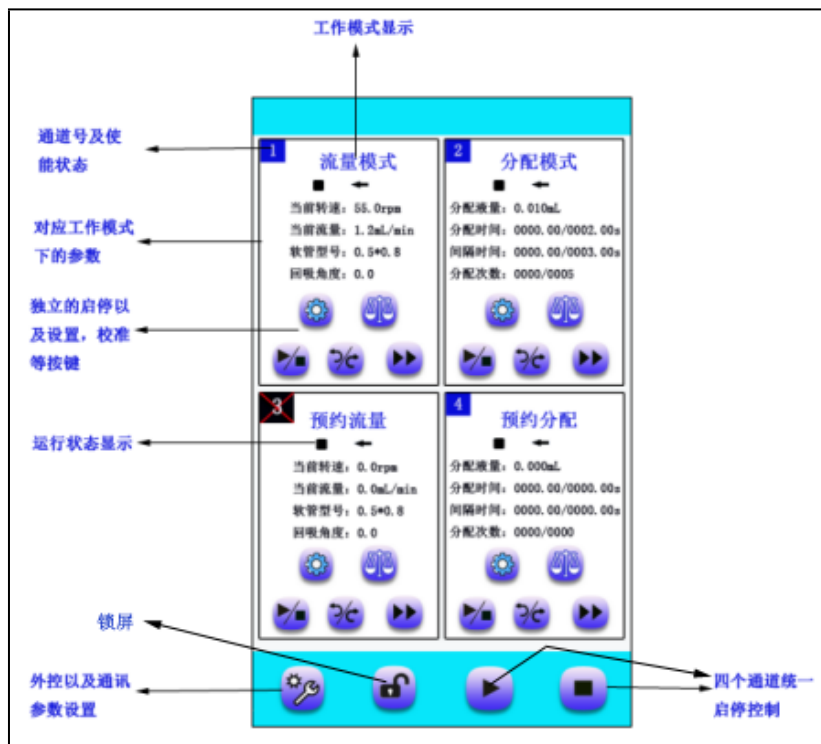 工作模式显示
通道号及使
能状态
对应工作模式
下的参数
独立的启停以
及设置，校准
等按键
运行状态显示
锁屏
外控以及通讯
参数设置
1
流量模式
当前转速：55.0rpm
当前流量：1.2mL/min
软管型号：0.5*0.8
回吸角度：0.0
2
分配模式
分配液量：0.010mL
分配时间：0000.00/0002.00s
间隔时间：0000.00/0003.00s
分配次数：0000/0005
3
预约流量
当前转速：0.0rpm
当前流量：0.0mL/min
软管型号：0.5*0.8
回吸角度：0.0
4
预约分配
分配液量：0.000mL
分配时间：0000.00/0000.00s
间隔时间：0000.00/0000.00s
分配次数：0000/0000
四个通道统一
启停控制